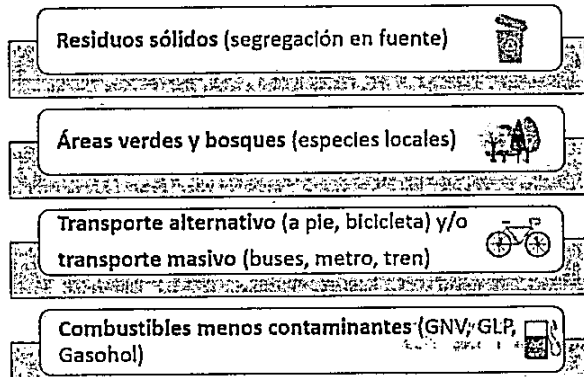 Residuos sólidos (segregación en fuente)
Áreas verdes y bosques (especies locales)
Transporte alternativo (a pie, bicicleta) y/o
transporte masivo (buses, metro, tren)
Combustibles menos contaminantes (GNV, GLP,
Gasohol)